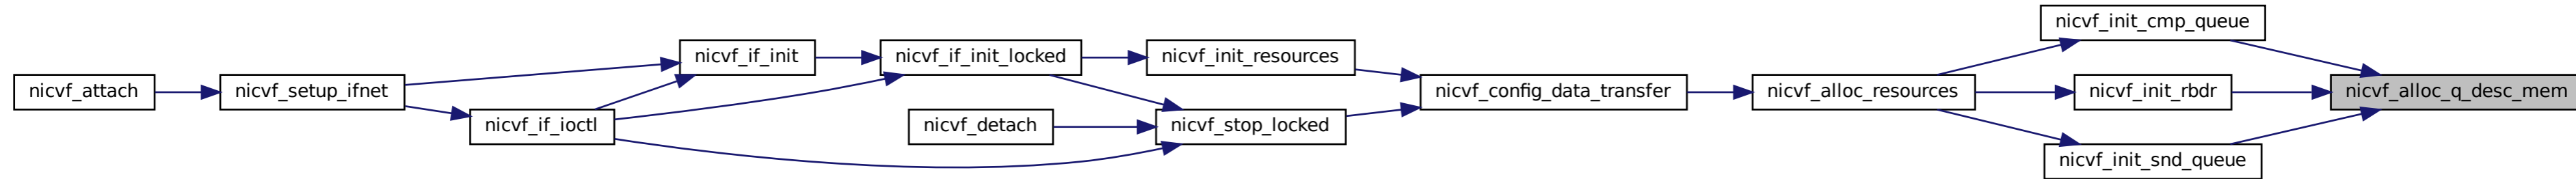 nicvf_attach
nicvf_setup_ifnet
nicvf_if_init
nicvf_if_ioctl
nicvf_if_init_locked
nicvf_detach
nicvf_init_resources
nicvf_stop_locked
nicvf_config_data_transfer
nicvf_alloc_resources
nicvf_init_cmp_queue
nicvf_init_rbdr
nicvf_init_snd_queue
nicvf_alloc_q_desc_mem